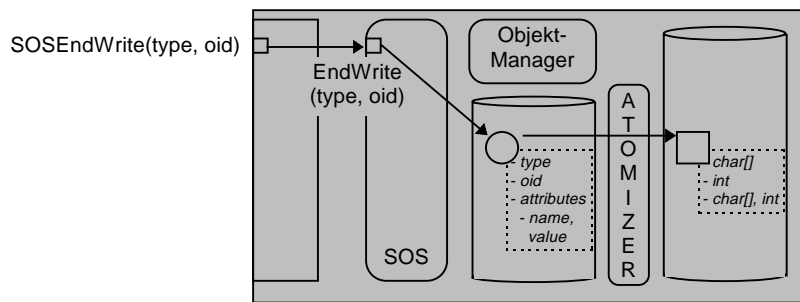 SOSEndWrite(type, oid)
EndWrite
(type, oid)
SOS
Objekt-
Manager
- type
- oid
- attributes
- name,
value
A
T
O
M
I
Z
E
R
char[]
- int
- char[], int